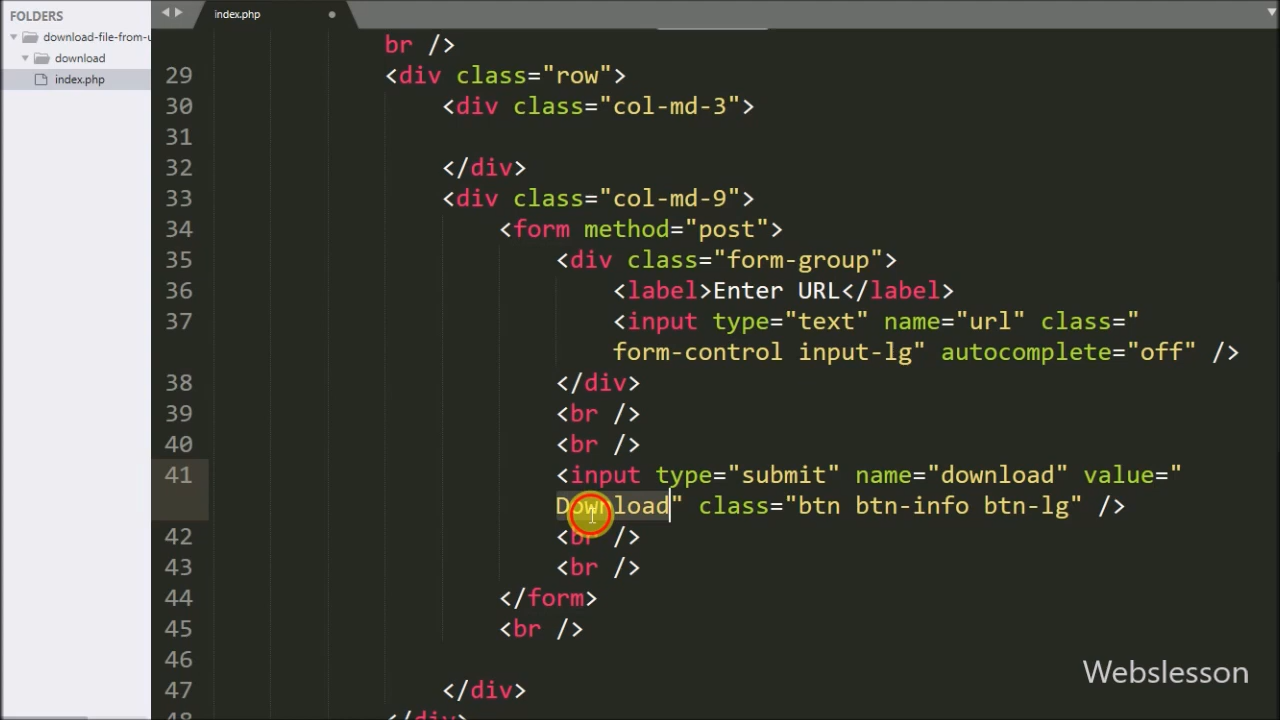 FOLDERS
download-file-from-u
download
index.php
index.php
br />
29 <div class="row">
30 <div class="col-md-3">
31
32 </div>
33 <div class="col-md-9">
34 <form method="post">
35 <div class="form-group">
36 <label>Enter URL</label>
37 <input type="text" name="url" class="
form-control input-lg" autocomplete="off" />
38 </div>
39 <br />
40 <br />
41 <input type="submit" name="download" value="
Download" class="btn btn-info btn-lg" />
42 <br />
43 <br />
44 </form>
45 <br />
46
47 </div>
48 </div>
Webslesson